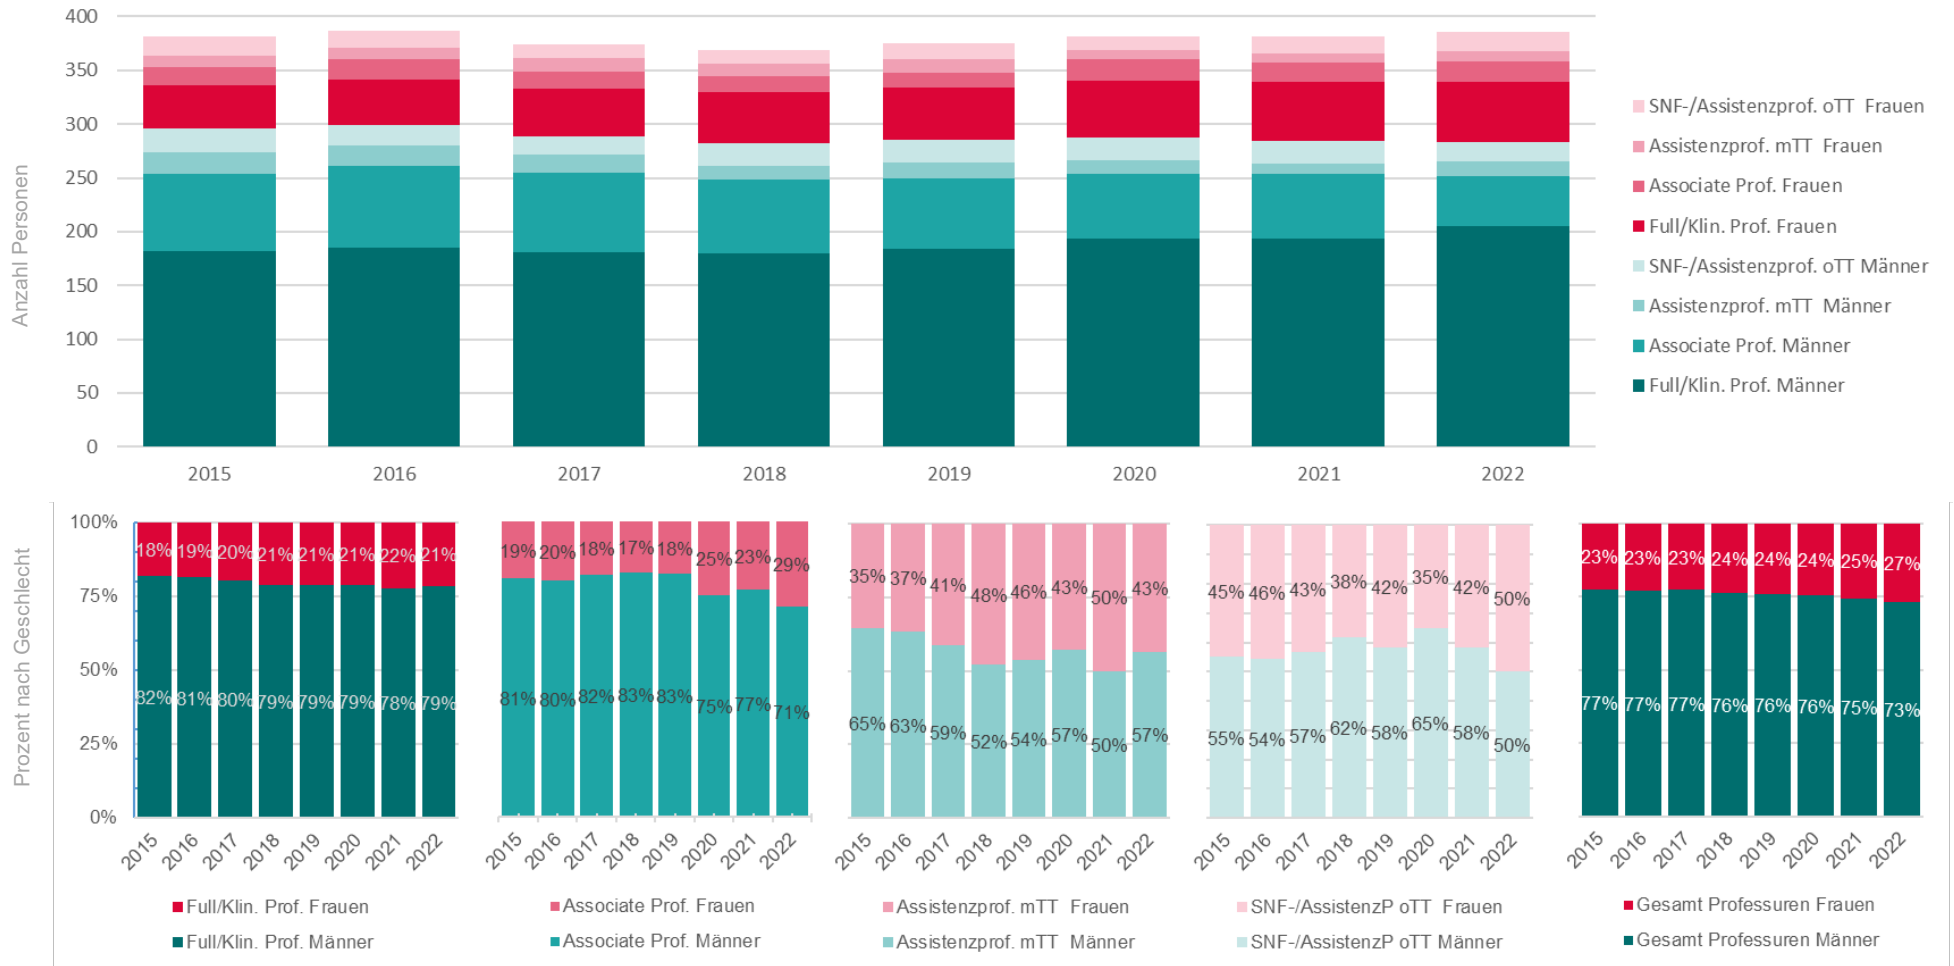 400
350
300
250
200
150
100
50
0
Anzahl Personen
2015 2016 2017 2018 2019 2020 2021 2022
SNF-/Assistenzprof. oTT Frauen
Assistenzprof. mTT Frauen
Associate Prof. Frauen
Full/Klin. Prof. Frauen
SNF-/Assistenzprof. oTT Männer
Assistenzprof. mTT Männer
Associate Prof. Männer
Full/Klin. Prof. Männer
Prozent nach Geschlecht
100%
75%
50%
25%
0%
18% 19% 20% 21% 21% 21% 22% 21%
82% 81% 80% 79% 79% 79% 78% 79%
2015 2016 2017 2018 2019 2020 2021 2022
Full/Klin. Prof. Frauen
Full/Klin. Prof. Männer
19% 20% 18% 17% 18% 25% 23% 29%
81% 80% 82% 83% 83% 75% 77% 71%
2015 2016 2017 2018 2019 2020 2021 2022
Associate Prof. Frauen
Associate Prof. Männer
35% 37% 41% 48% 46% 43% 50% 43%
65% 63% 59% 52% 54% 57% 50% 57%
2015 2016 2017 2018 2019 2020 2021 2022
Assistenzprof. mTT Frauen
Assistenzprof. mTT Männer
45% 46% 43% 38% 42% 35% 42% 50%
55% 54% 57% 62% 58% 65% 58% 50%
2015 2016 2017 2018 2019 2020 2021 2022
SNF-/AssistenzP oTT Frauen
SNF-/AssistenzP oTT Männer
23% 23% 23% 24% 24% 24% 25% 27%
77% 77% 77% 76% 76% 76% 75% 73%
2015 2016 2017 2018 2019 2020 2021 2022
Gesamt Professuren Frauen
Gesamt Professuren Männer